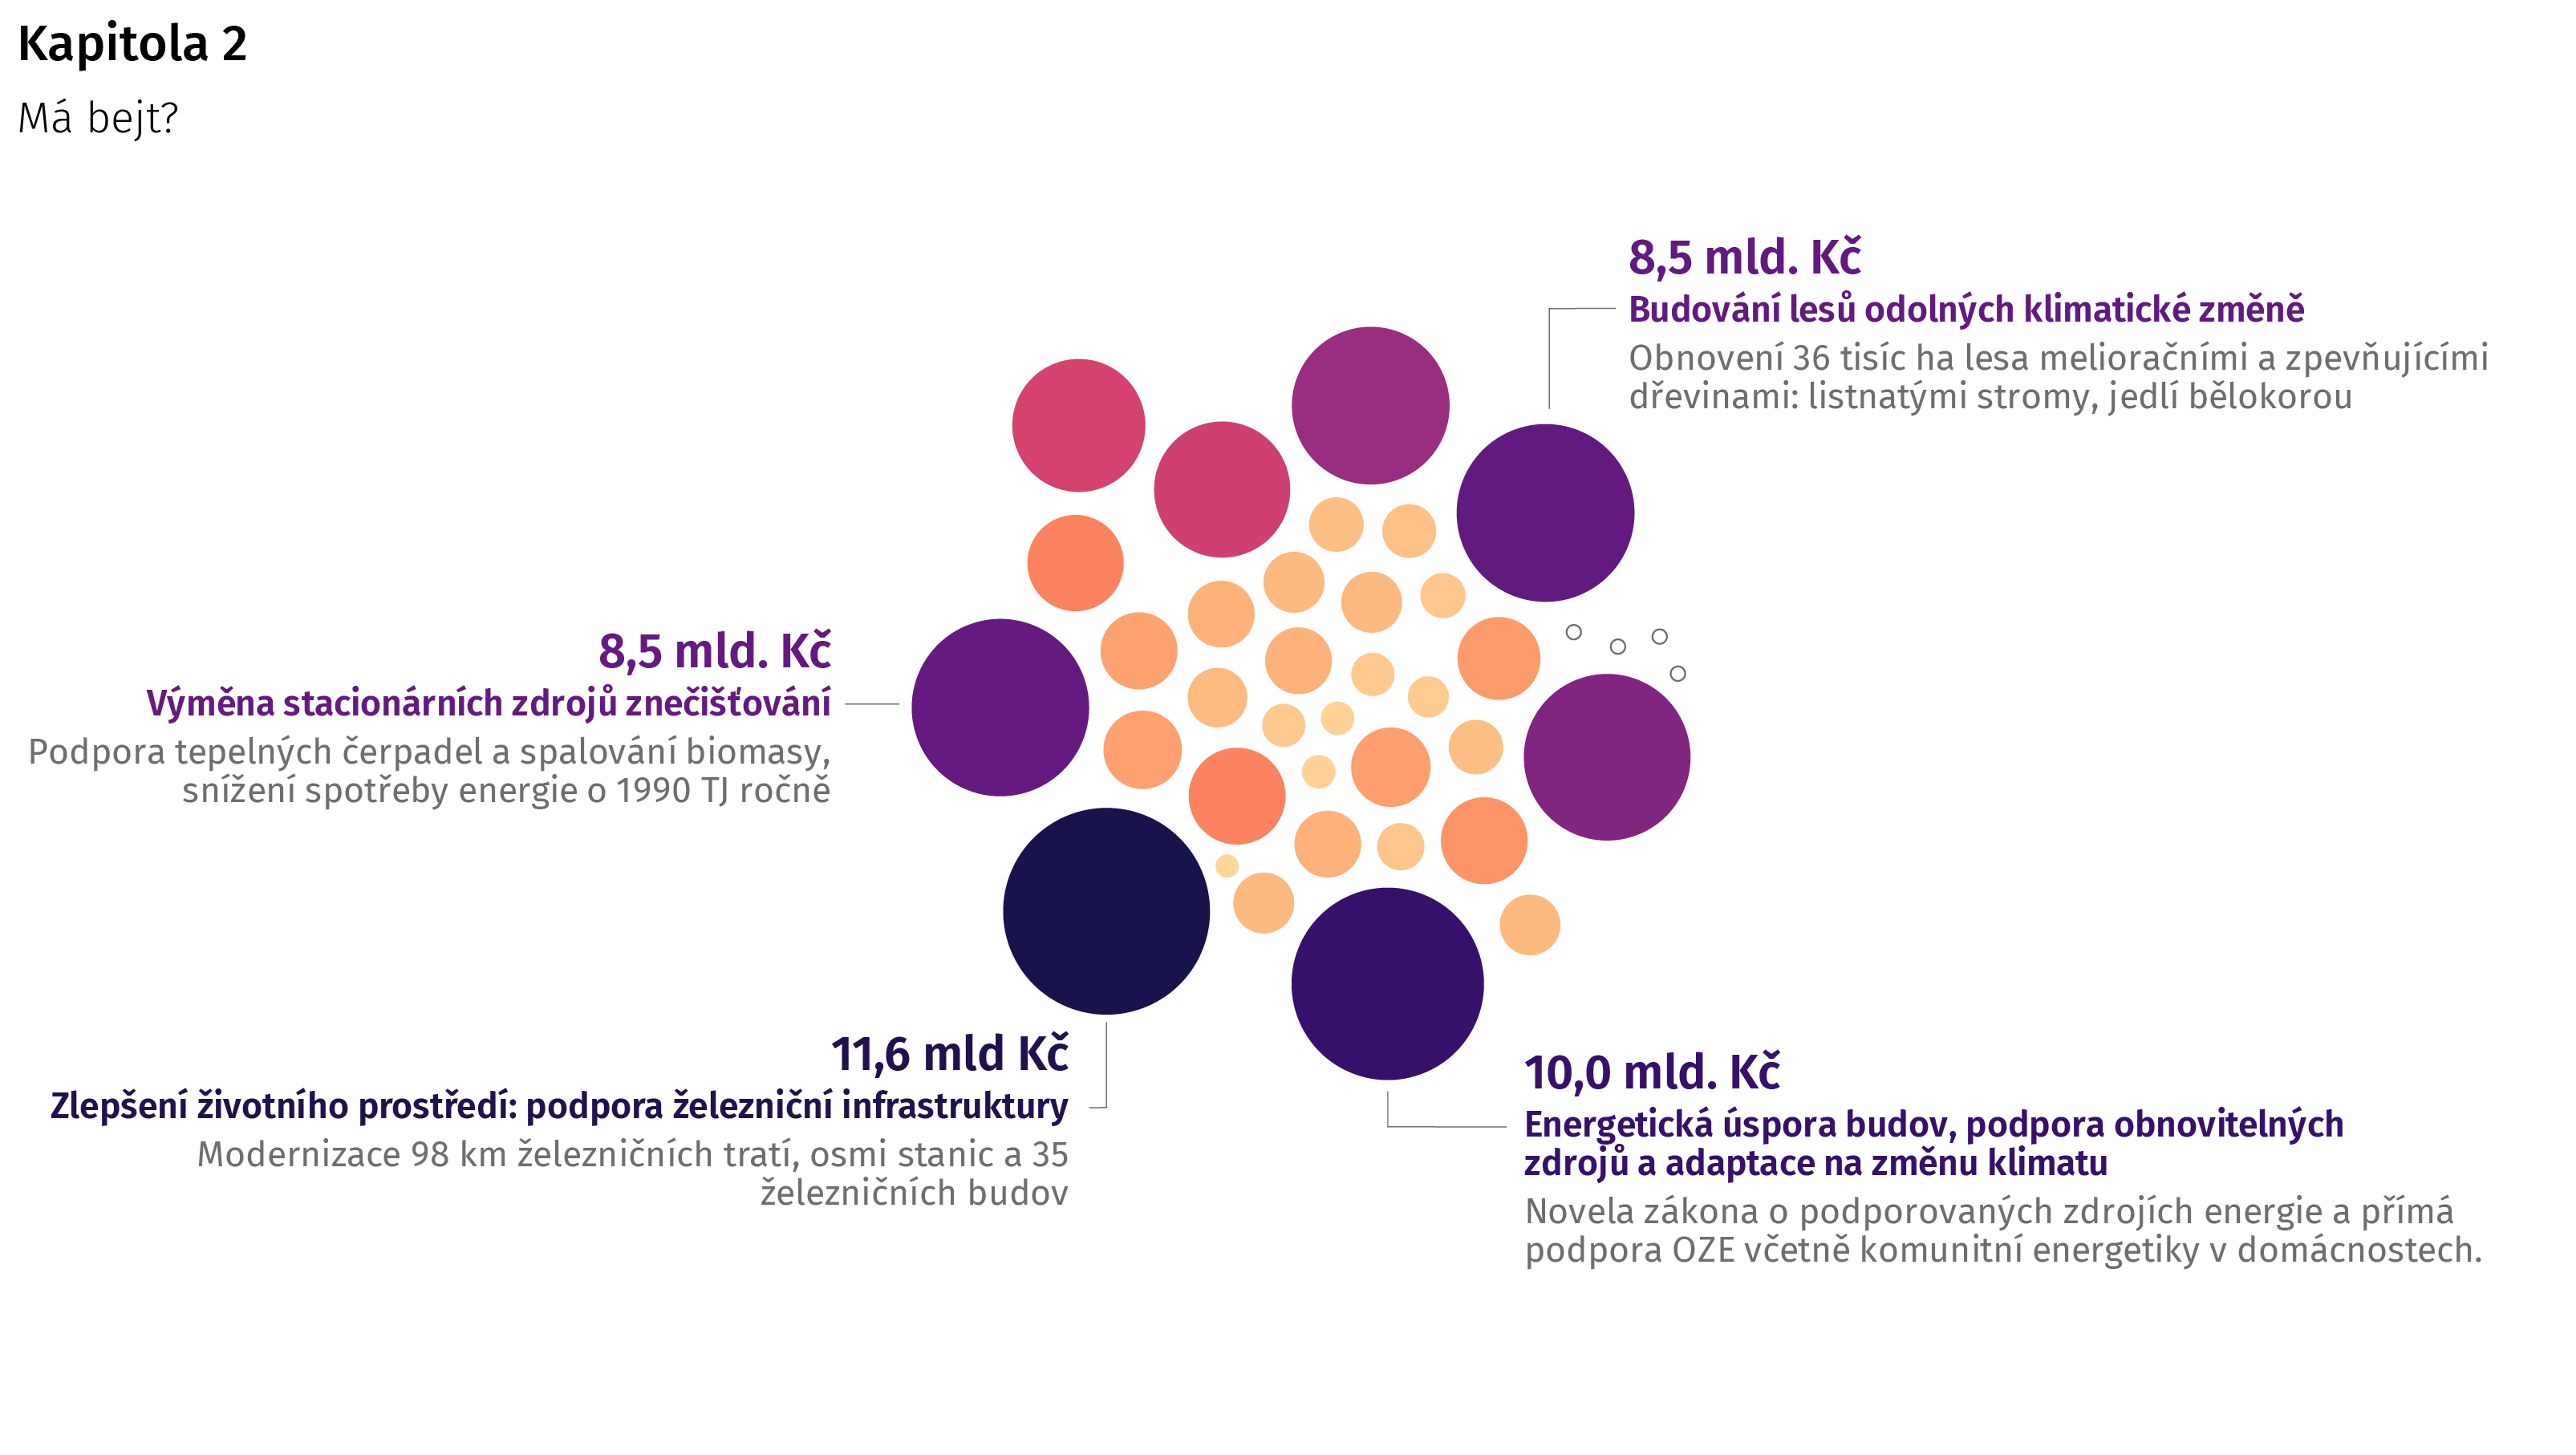 Kapitola 2
Má bejt?
8,5 mld. Kč
Budování lesů odolných klimatické změně
Obnovení 36 tisíc ha lesa melioračními a zpevňujícími
dřevinami: listnatými stromy, jedlí bělokorou
8,5 mld. Kč
Výměna stacionárních zdrojů znečišťování
Podpora tepelných čerpadel a spalování biomasy,
snížení spotřeby energie o 1990 TJ ročně
11,6 mld Kč
Zlepšení životního prostředí: podpora železniční infrastruktury
Modernizace 98 km železničních tratí, osmi stanic a 35
železničních budov
10,0 mld. Kč
Energetická úspora budov, podpora obnovitelných
zdrojů a adaptace na změnu klimatu
Novela zákona o podporovaných zdrojích energie a přímá
podpora OZE včetně komunitní energetiky v domácnostech.